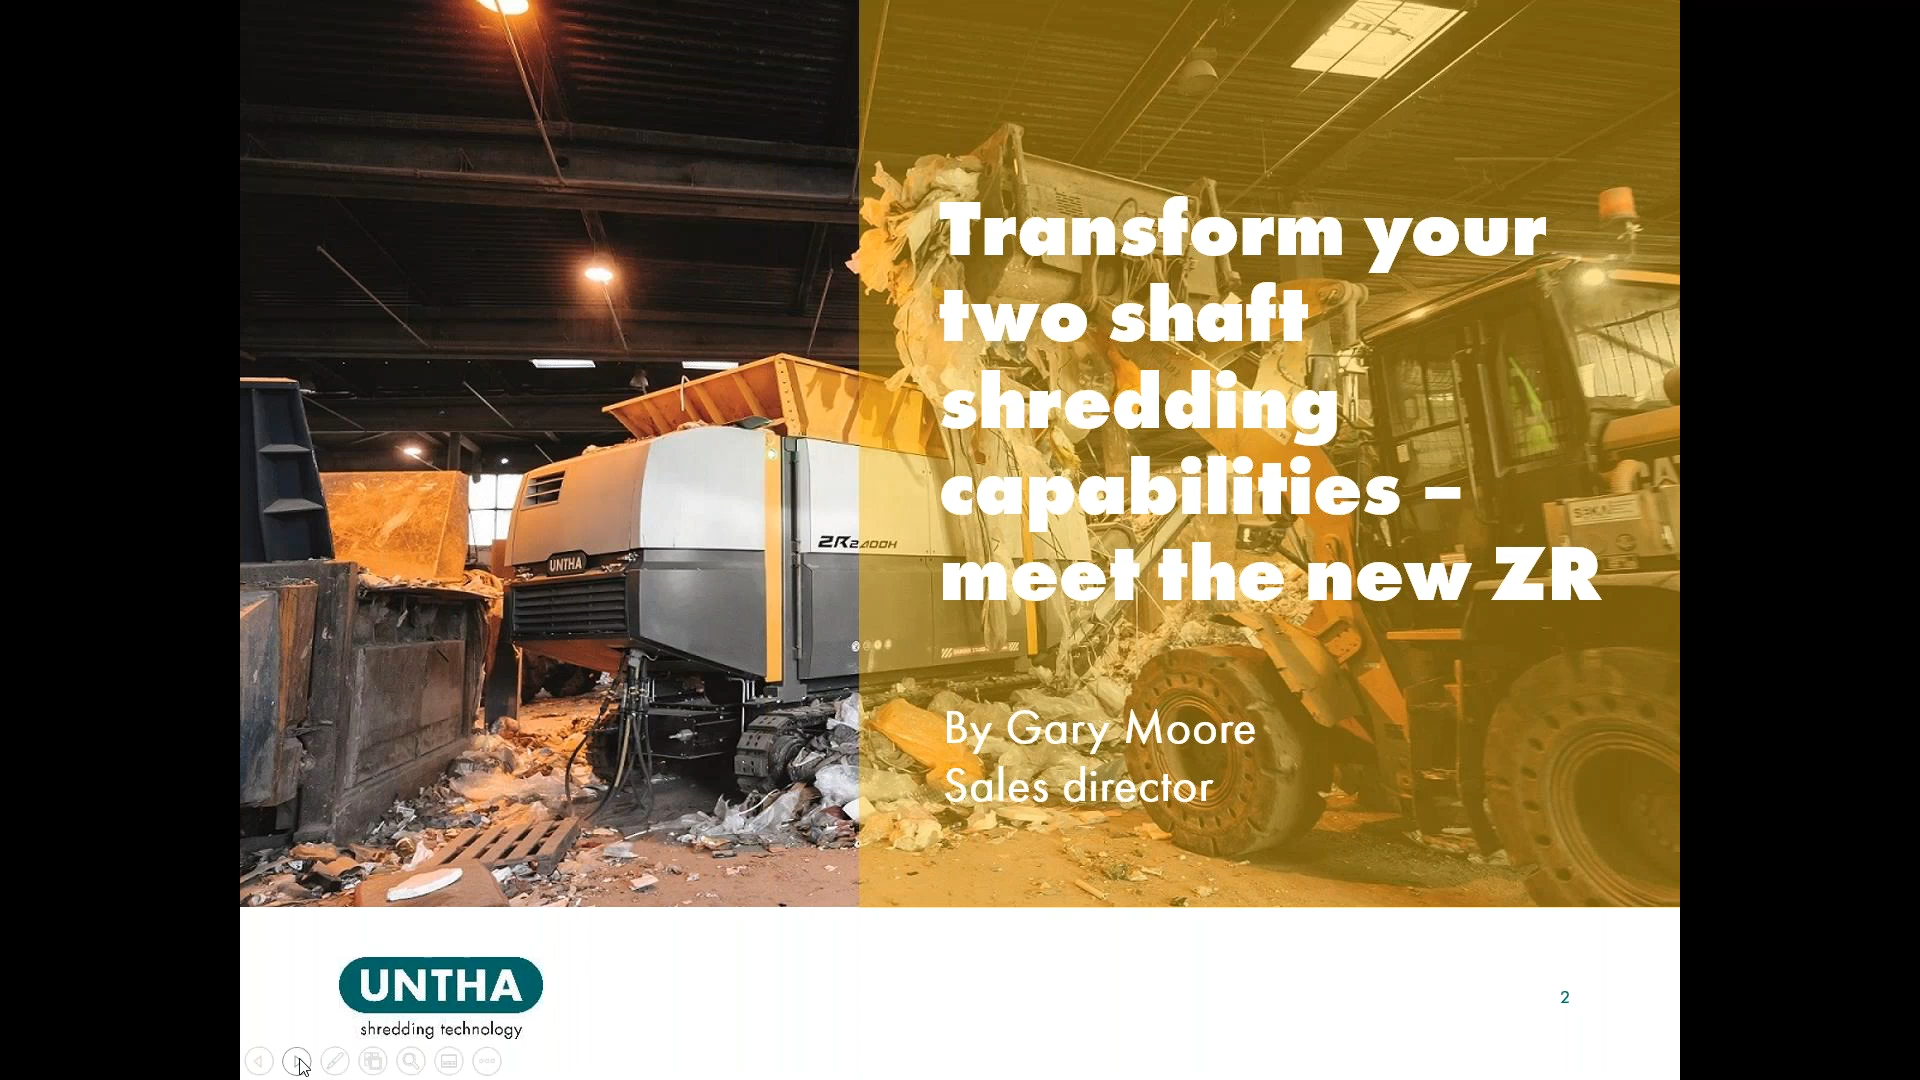 Transform your
two shaft
shredding
capabilities –
meet the new ZR
By Gary Moore
Sales director
ZR2400H
UNTHA
CAT
UNTHA
shredding technology
2